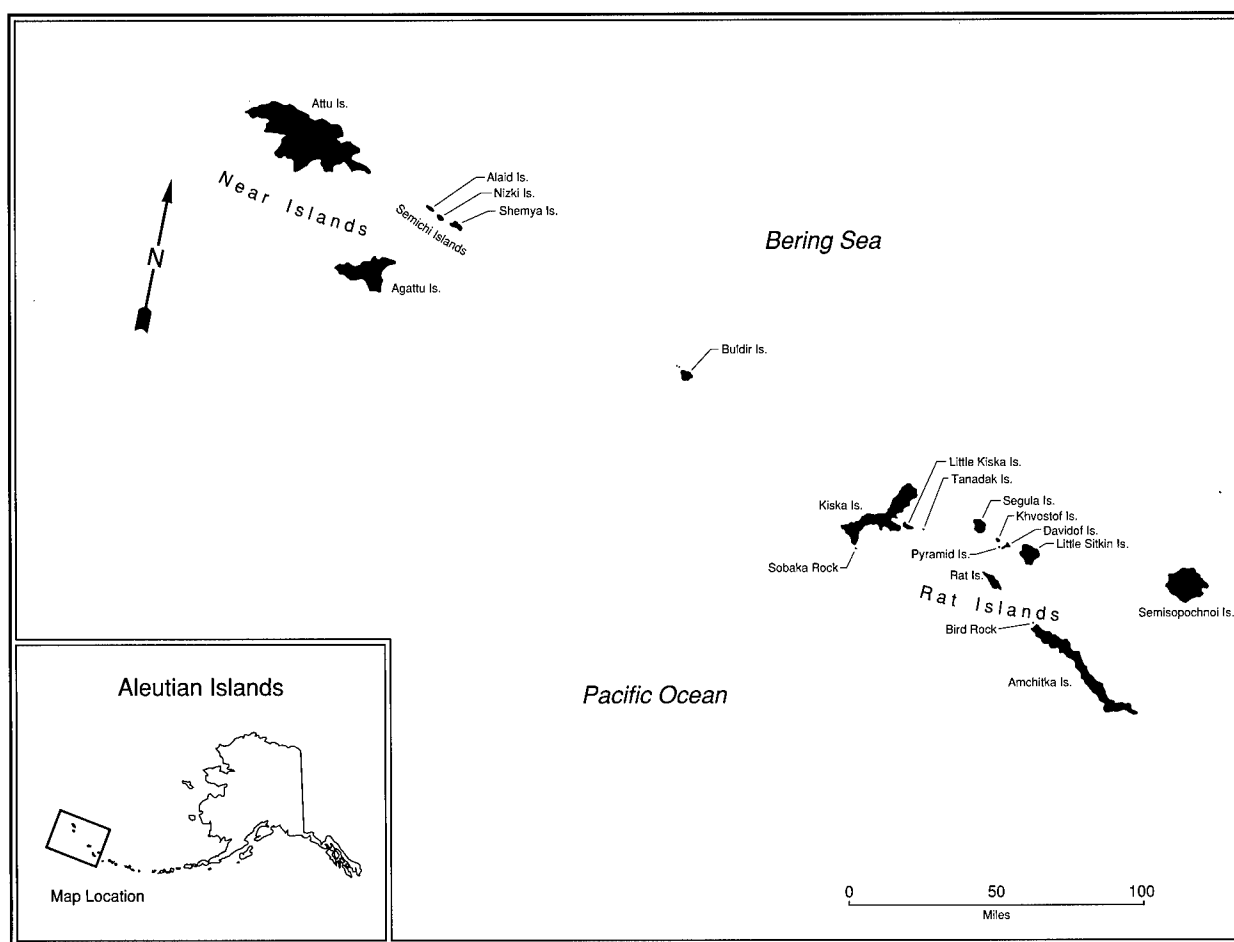 Attu Is.
Alaid Is.
Nizki Is.
Shemya Is.
Near Islands
Semichi Islands
Agattu Is.
N
Bering Sea
Buldir Is.
Little Kiska Is.
Tanadak Is.
Kiska Is.
Segula Is.
Khvostof Is.
Davidof Is.
Pyramid Is.
Little Sitkin Is.
Sobaka Rock
Rat Is.
Rat Islands
Semisopochnoi Is.
Bird Rock
Amchitka Is.
Pacific Ocean
Aleutian Islands
Map Location
0 50 100
Miles